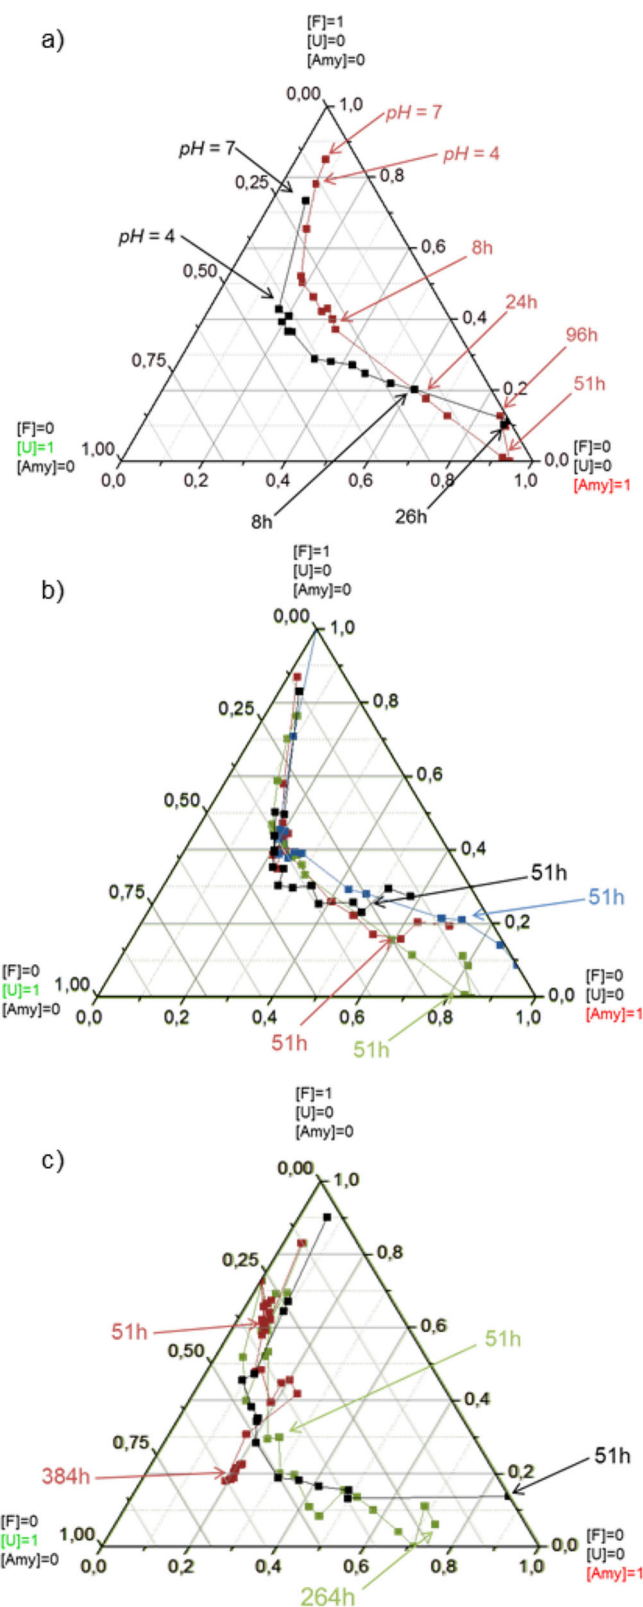 a)
[F]=1
[U]=0
[Amy]=0
0,00
1,0
pH = 7
pH = 7
pH = 4
0,25
0,8
pH = 4
0,6
8h
0,50
24h
0,4
96h
0,75
0,2
51h
[F]=0
[U]=1
[Amy]=0
1,00
0,0
[F]=0
[U]=0
[Amy]=1
0,0
0,2
0,4
0,6
0,8
1,0
8h
26h
b)
[F]=1
[U]=0
[Amy]=0
0,00
1,0
0,25
0,8
0,6
0,50
0,4
51h
0,75
0,2
51h
[F]=0
[U]=1
[Amy]=0
1,00
0,0
[F]=0
[U]=0
[Amy]=1
0,0
0,2
0,4
0,6
0,8
1,0
51h
51h
c)
[F]=1
[U]=0
[Amy]=0
0,00
1,0
0,25
0,8
51h
0,6
51h
0,50
0,4
0,75
51h
384h
0,2
[F]=0
[U]=1
[Amy]=0
1,00
0,0
[F]=0
[U]=0
[Amy]=1
0,0
0,2
0,4
0,6
0,8
1,0
264h